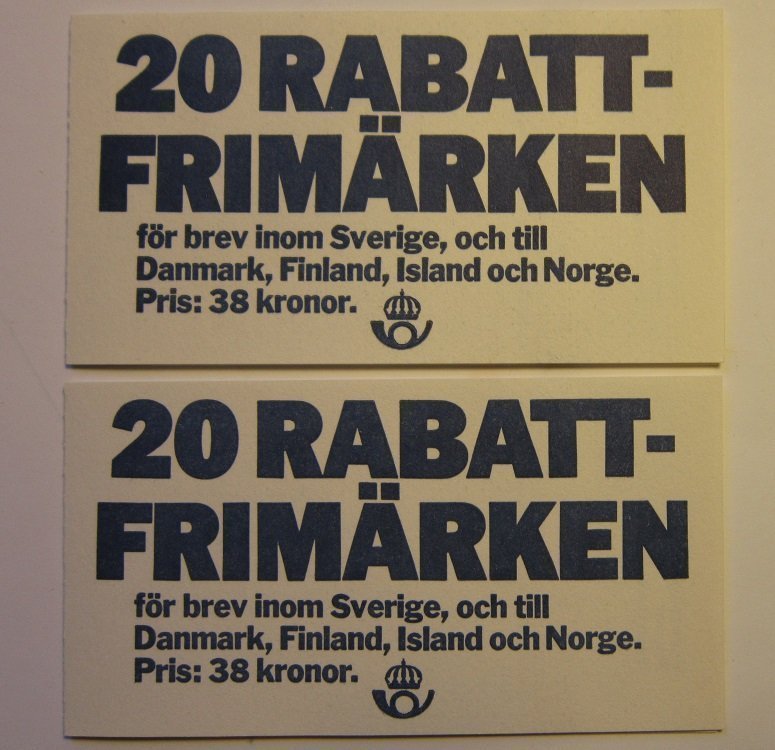 20 RABATT-
FRIMÄRKEN
för brev inom Sverige, och till
Danmark, Finland, Island och Norge.
Pris: 38 kronor.
20 RABATT-
FRIMÄRKEN
för brev inom Sverige, och till
Danmark, Finland, Island och Norge.
Pris: 38 kronor.